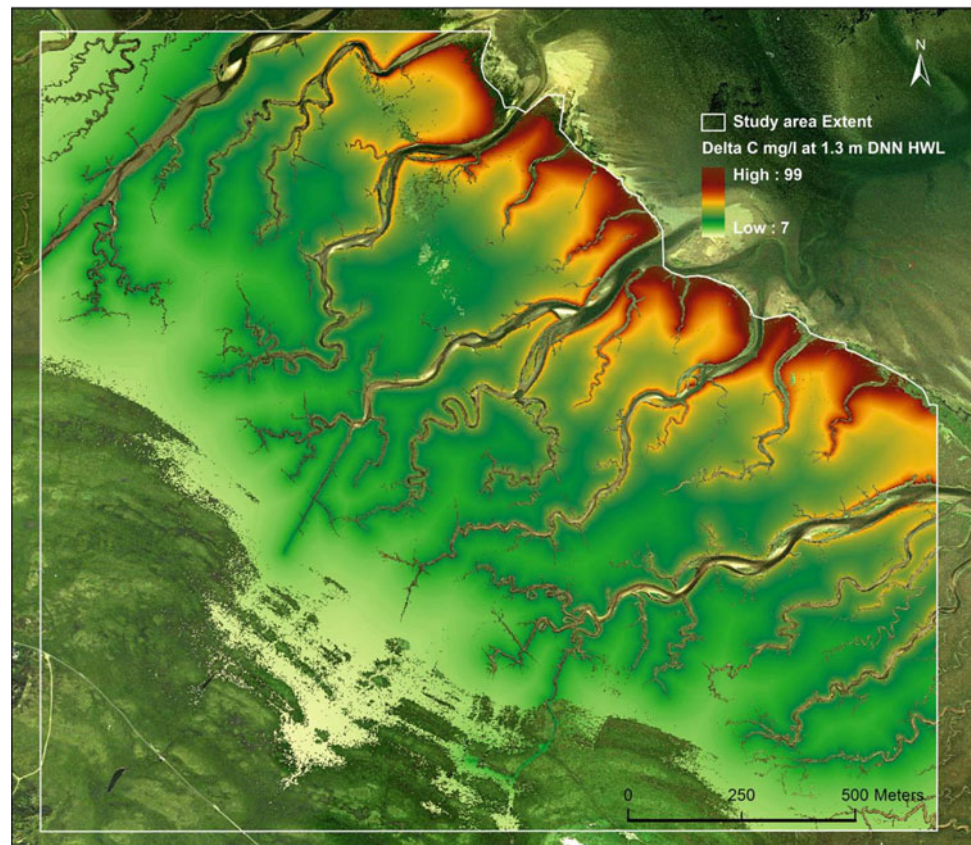 N
Study area Extent
Delta C mg/l at 1.3 m DNN HWL
High : 99
Low : 7
0 250 500 Meters